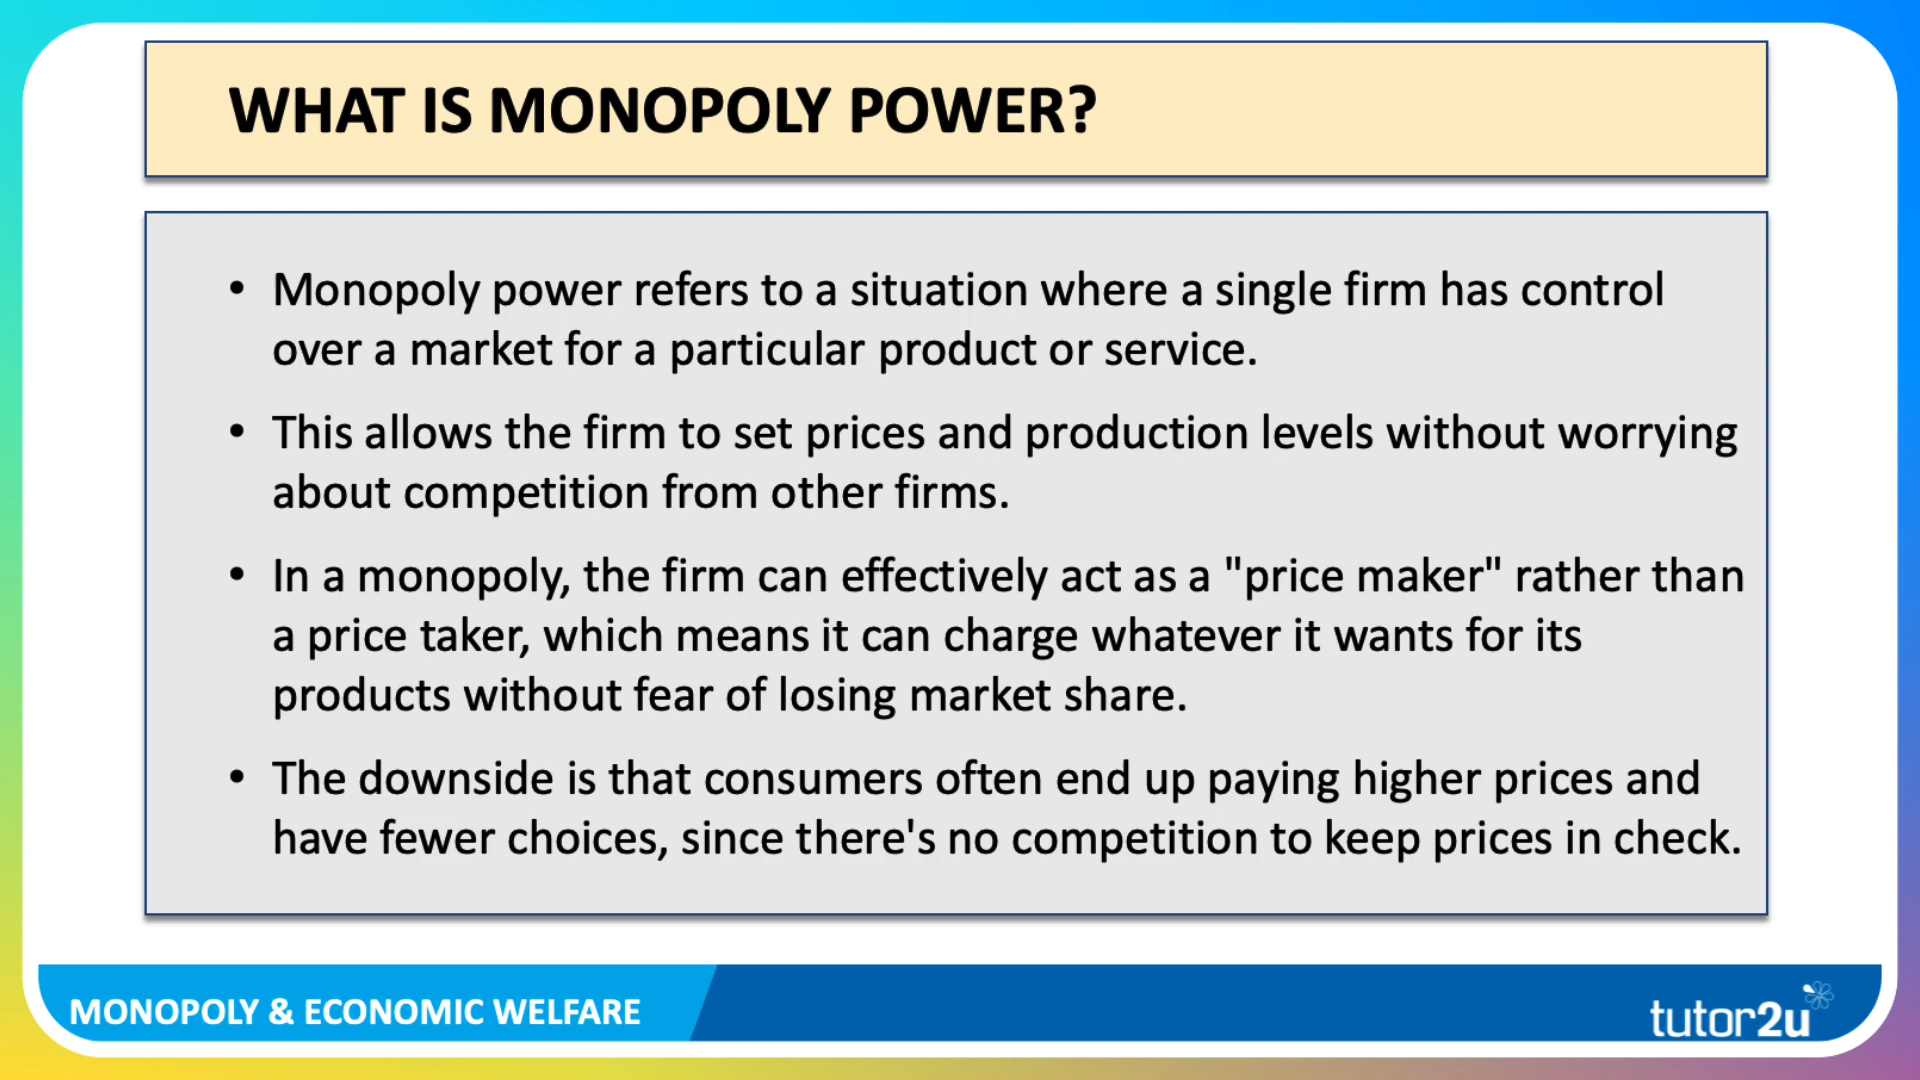 WHAT IS MONOPOLY POWER?
• Monopoly power refers to a situation where a single firm has control
over a market for a particular product or service.
• This allows the firm to set prices and production levels without worrying
about competition from other firms.
• In a monopoly, the firm can effectively act as a "price maker" rather than
a price taker, which means it can charge whatever it wants for its
products without fear of losing market share.
• The downside is that consumers often end up paying higher prices and
have fewer choices, since there's no competition to keep prices in check.
MONOPOLY & ECONOMIC WELFARE
tutor2u